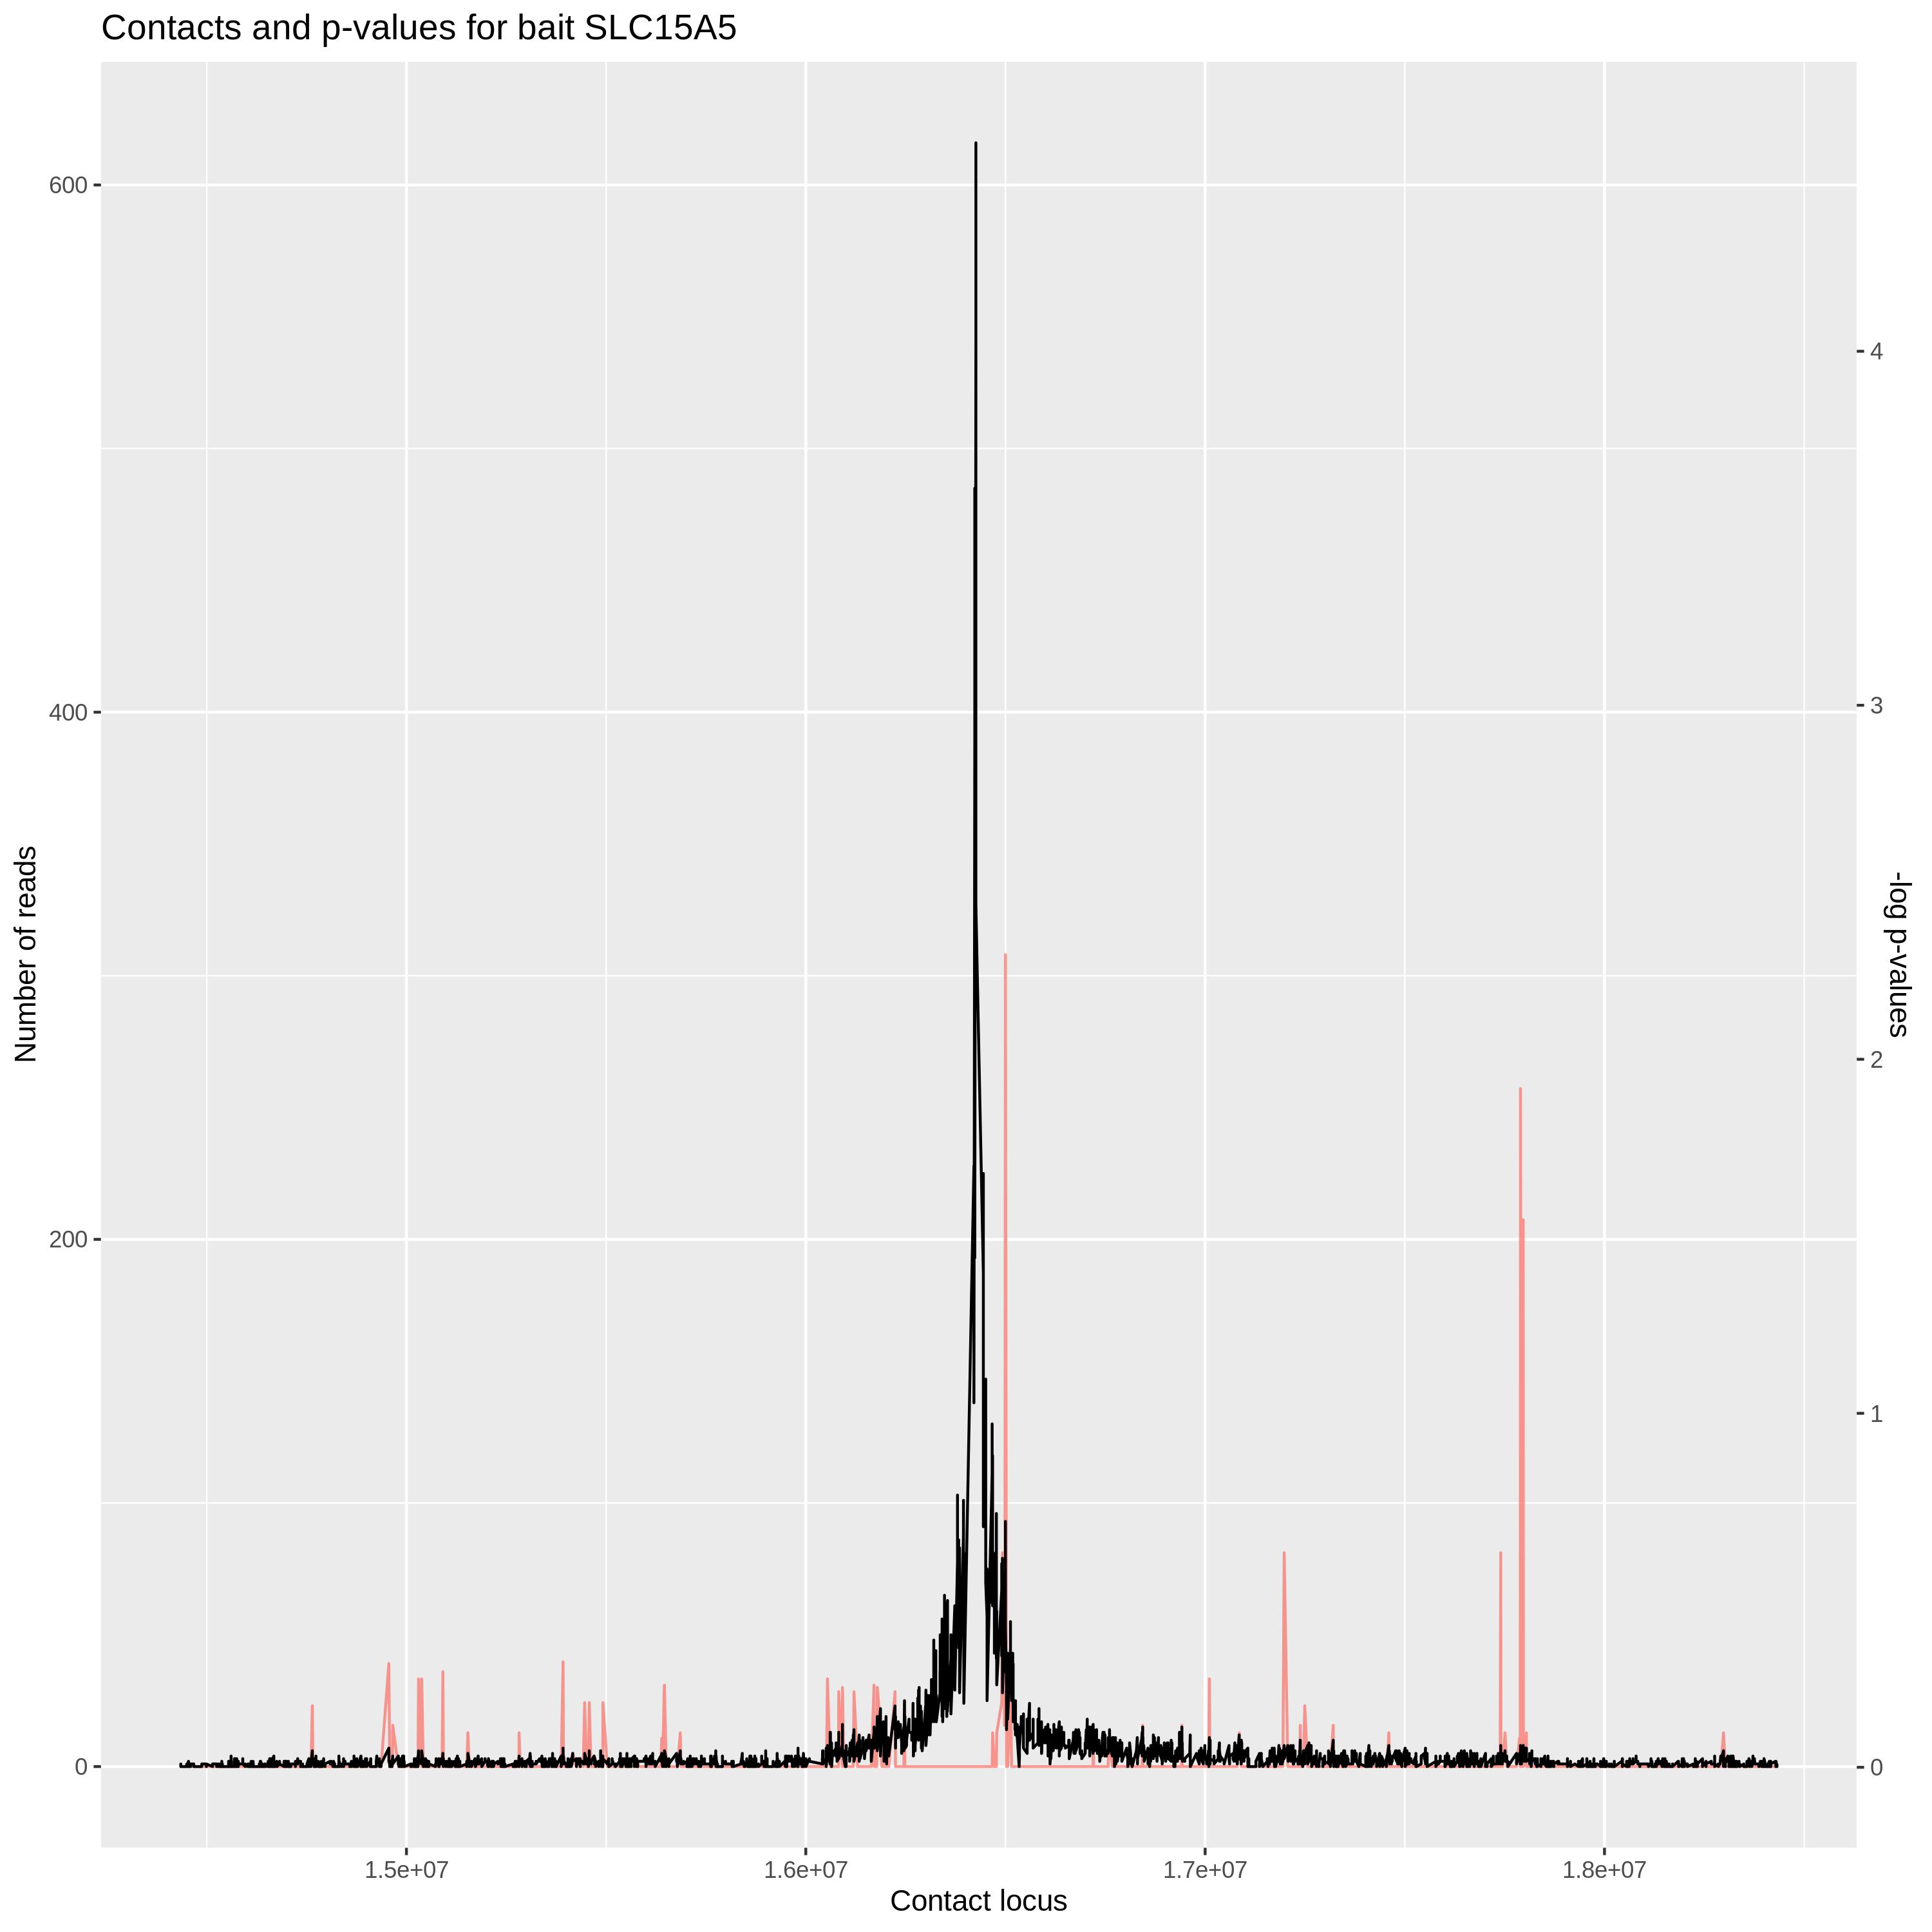 Contacts and p-values for bait SLC15A5
600
400
200
0
Number of reads
4
3
2
1
0
-log p-values
1.5e+07
1.6e+07
1.7e+07
1.8e+07
Contact locus